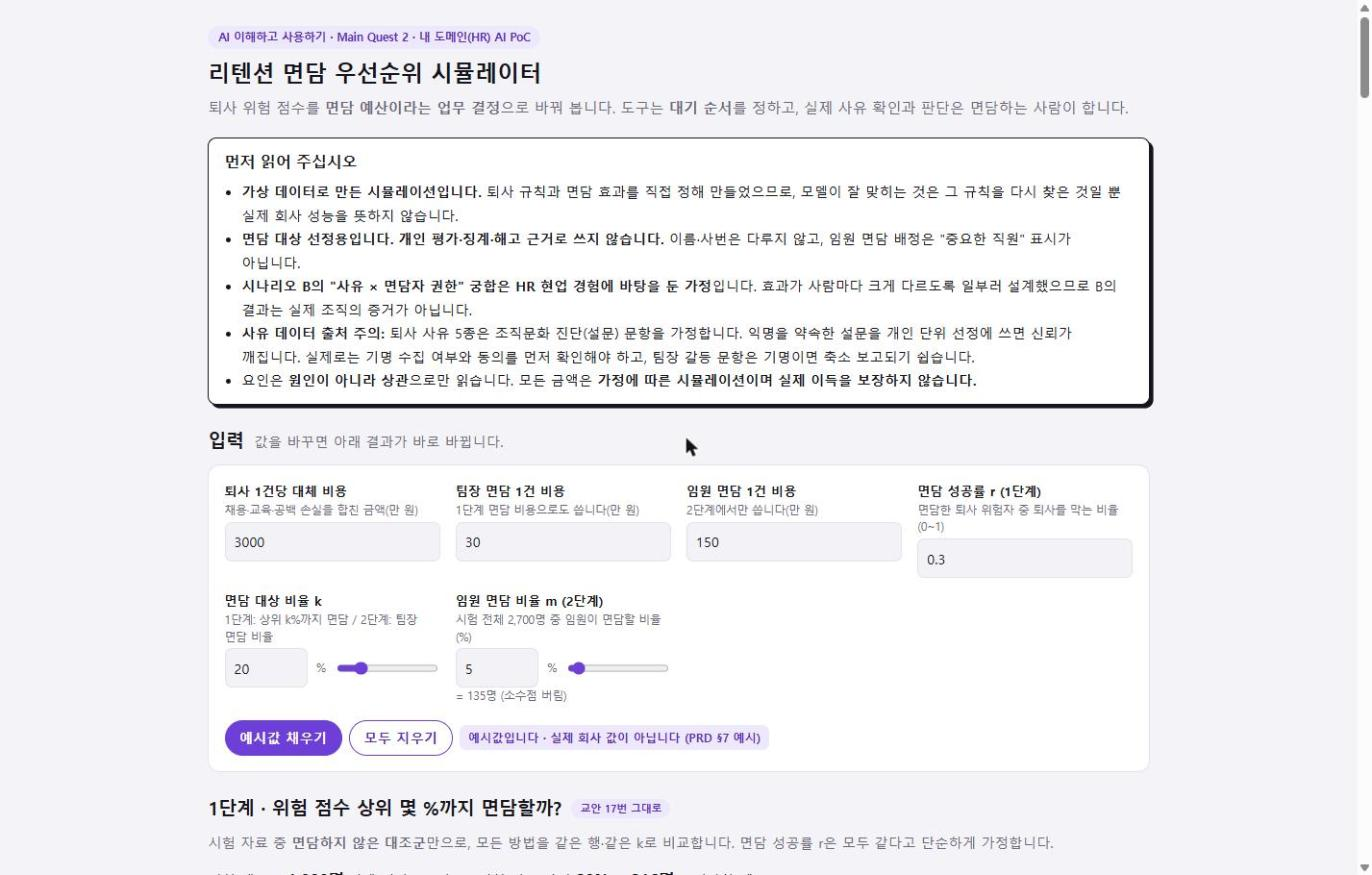 AI 이해하고 사용하기 · Main Quest 2 · 내 도메인(HR) AI PoC
리텐션 면담 우선순위 시뮬레이터
퇴사 위험 점수를 면담 예산이라는 업무 결정으로 바꿔 봅니다. 도구는 대기 순서를 정하고, 실제 사유 확인과 판단은 면담하는 사람이 합니다.
먼저 읽어 주십시오
• 가상 데이터로 만든 시뮬레이션입니다. 퇴사 규칙과 면담 효과를 직접 정해 만들었으므로, 모델이 잘 맞히는 것은 그 규칙을 다시 찾은 것일 뿐
실제 회사 성능을 뜻하지 않습니다.
• 면담 대상 선정용입니다. 개인 평가·징계·해고 근거로 쓰지 않습니다. 이름·사번은 다루지 않고, 임원 면담 배정은 "중요한 직원" 표시가
아닙니다.
• 시나리오 B의 "사유 × 면담자 권한" 궁합은 HR 현업 경험에 바탕을 둔 가정입니다. 효과가 사람마다 크게 다르도록 일부러 설계했으므로 B의
결과는 실제 조직의 증거가 아닙니다.
• 사유 데이터 출처 주의: 퇴사 사유 5종은 조직문화 진단(설문) 문항을 가정합니다. 익명을 약속한 설문을 개인 단위 선정에 쓰면 신뢰가
깨집니다. 실제로는 기명 수집 여부와 동의를 먼저 확인해야 하고, 팀장 갈등 문항은 기명이면 축소 보고되기 쉽습니다.
• 요인은 원인이 아니라 상관으로만 읽습니다. 모든 금액은 가정에 따른 시뮬레이션이며 실제 이득을 보장하지 않습니다.
입력 값을 바꾸면 아래 결과가 바로 바뀝니다.
퇴사 1건당 대체 비용
채용·교육·공백 손실을 합친 금액(만 원)
3000
팀장 면담 1건 비용
1단계 면담 비용으로도 씁니다(만 원)
30
임원 면담 1건 비용
2단계에서만 씁니다(만 원)
150
면담 성공률 r (1단계)
면담한 퇴사 위험자 중 퇴사를 막는 비율
(0~1)
0.3
면담 대상 비율 k
1단계: 상위 k%까지 면담 / 2단계: 팀장
면담 비율
20 %
임원 면담 비율 m (2단계)
시험 전체 2,700명 중 임원이 면담할 비율
(%)
5 %
= 135명 (소수점 버림)
예시값 채우기 모두 지우기 예시값입니다 · 실제 회사 값이 아닙니다 (PRD §7 예시)
1단계 · 위험 점수 상위 몇 %까지 면담할까? 교안 17번 그대로
시험 자료 중 면담하지 않은 대조군만으로, 모든 방법을 같은 행·같은 k로 비교합니다. 면담 성공률 r은 모두 같다고 단순하게 가정합니다.